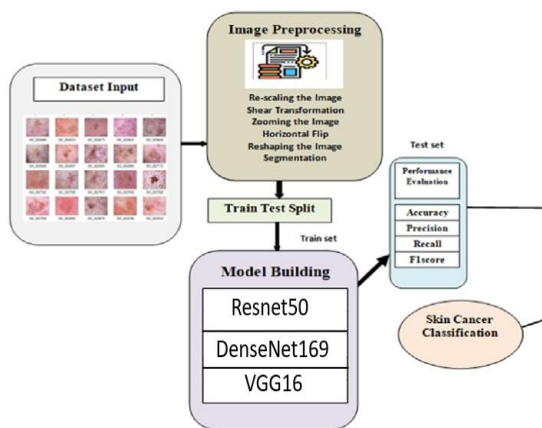 Dataset Input
Image Preprocessing
Re-scaling the Image
Shear Transformation
Zooming the Image
Horizontal Flip
Reshaping the Image
Segmentation
Train Test Split
Train set
Model Building
Resnet50
DenseNet169
VGG16
Test set
Performance
Evaluation
Accuracy
Precision
Recall
F1score
Skin Cancer
Classification